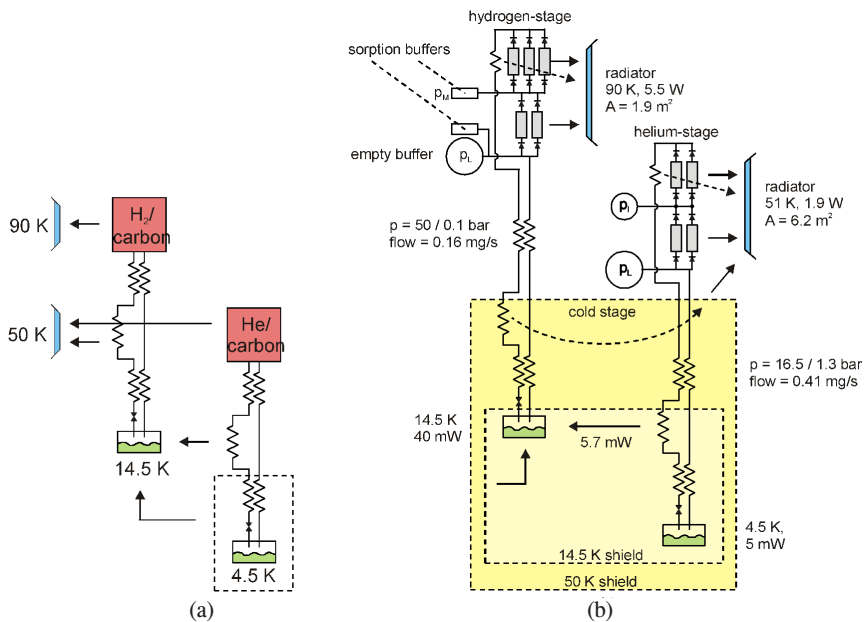 90 K
50 K
H2/
carbon
He/
carbon
14.5 K
4.5 K
(a)
hydrogen-stage
sorption buffers
pM
empty buffer
pL
radiator
90 K, 5.5 W
A = 1.9 m²
helium-stage
radiator
51 K, 1.9 W
A = 6.2 m²
pI
pL
p = 50 / 0.1 bar
flow = 0.16 mg/s
cold stage
p = 16.5 / 1.3 bar
flow = 0.41 mg/s
14.5 K
40 mW
5.7 mW
4.5 K,
5 mW
14.5 K shield
50 K shield
(b)